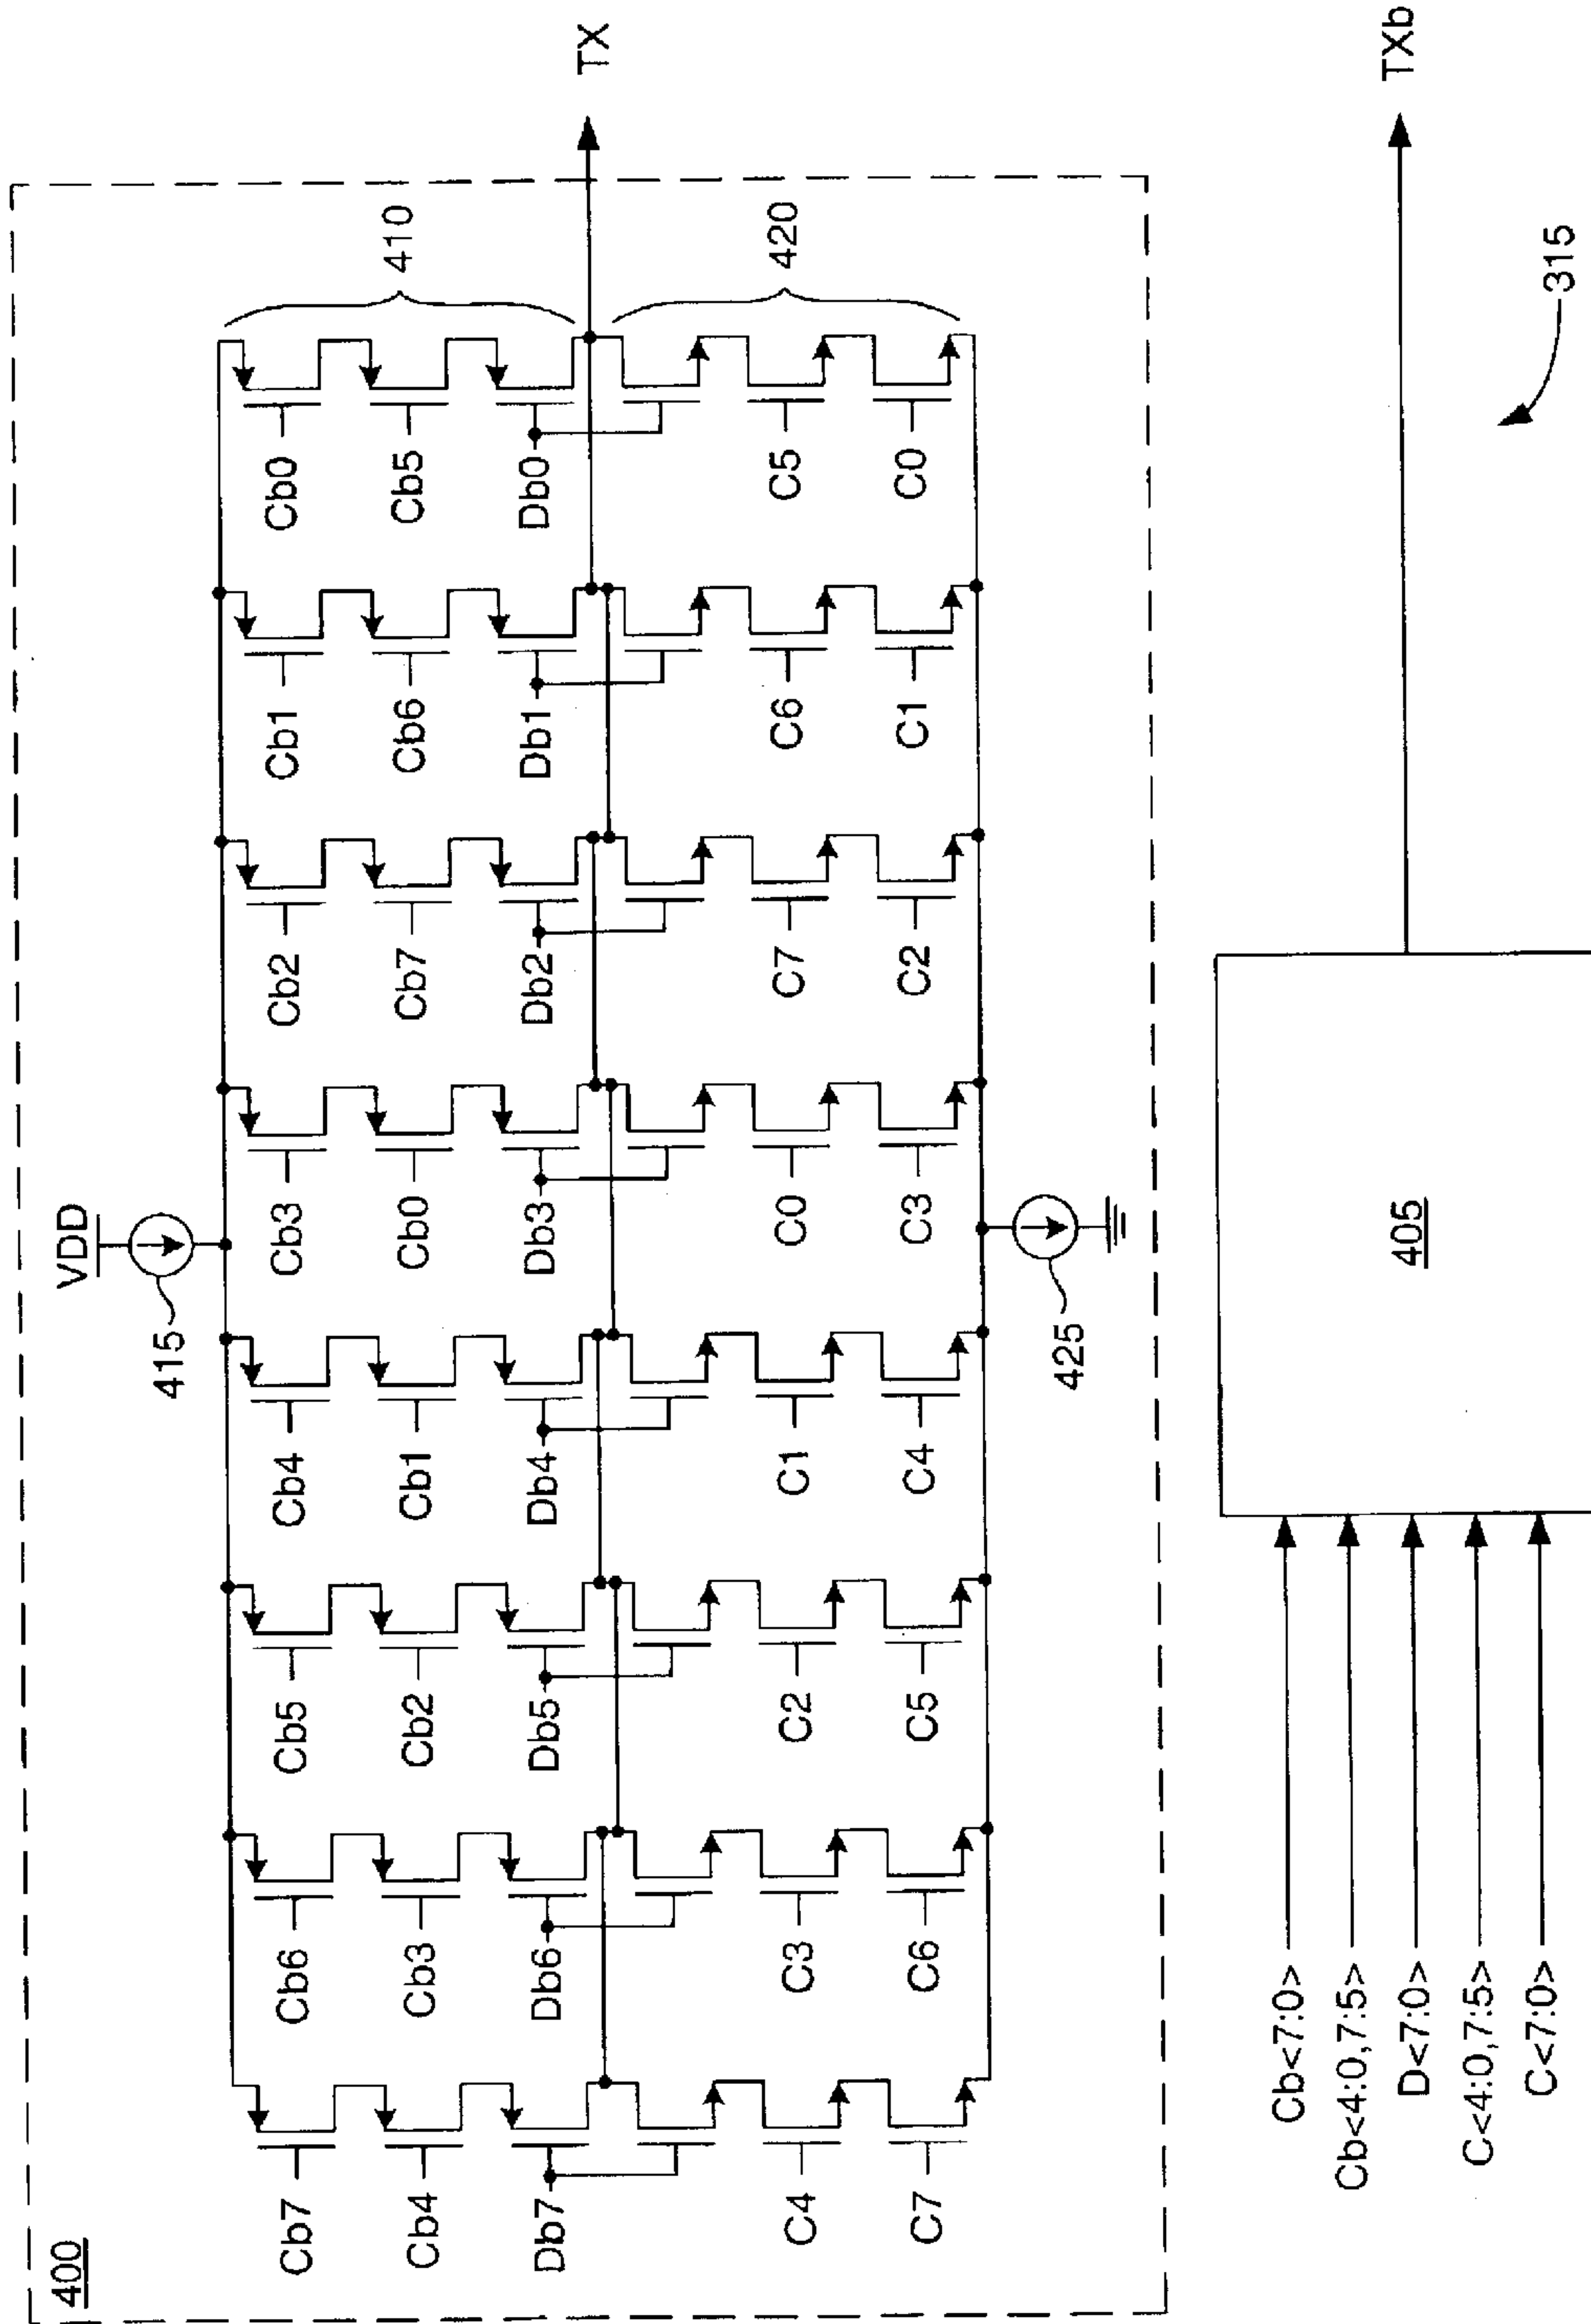 400
VDD
415
Cb7 Cb6 Cb5 Cb4 Cb3 Cb2 Cb1 Cb0
410
Cb4 Cb3 Cb2 Cb1 Cb0 Cb7 Cb6 Cb5
Db7 Db6 Db5 Db4 Db3 Db2 Db1 Db0
TX
C4 C3 C2 C1 C0 C7 C6 C5
420
C7 C6 C5 C4 C3 C2 C1 C0
425
Cb<7:0>
Cb<4:0,7:5>
D<7:0>
C<4:0,7:5>
C<7:0>
405
TXb
315